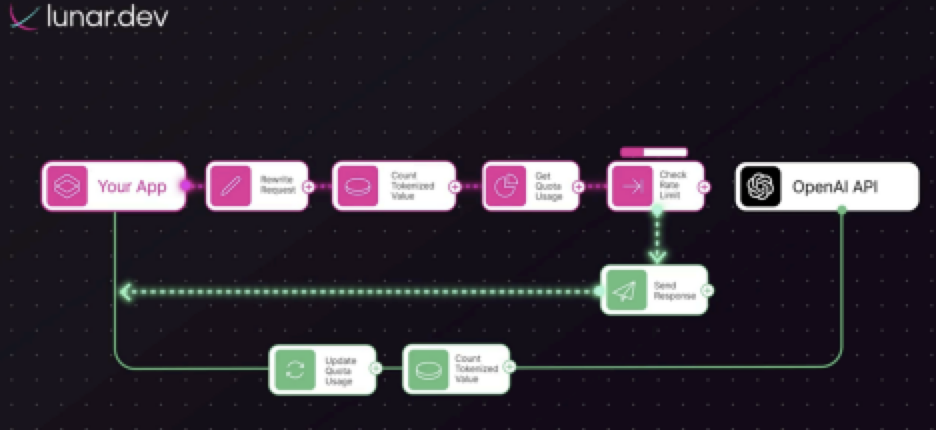 lunar.dev
Your App
Rewrite
Request
Count
Tokenized
Value
Get
Quota
Usage
Check
Rate
Limit
OpenAI API
Send
Response
Update
Quota
Usage
Count
Tokenized
Value